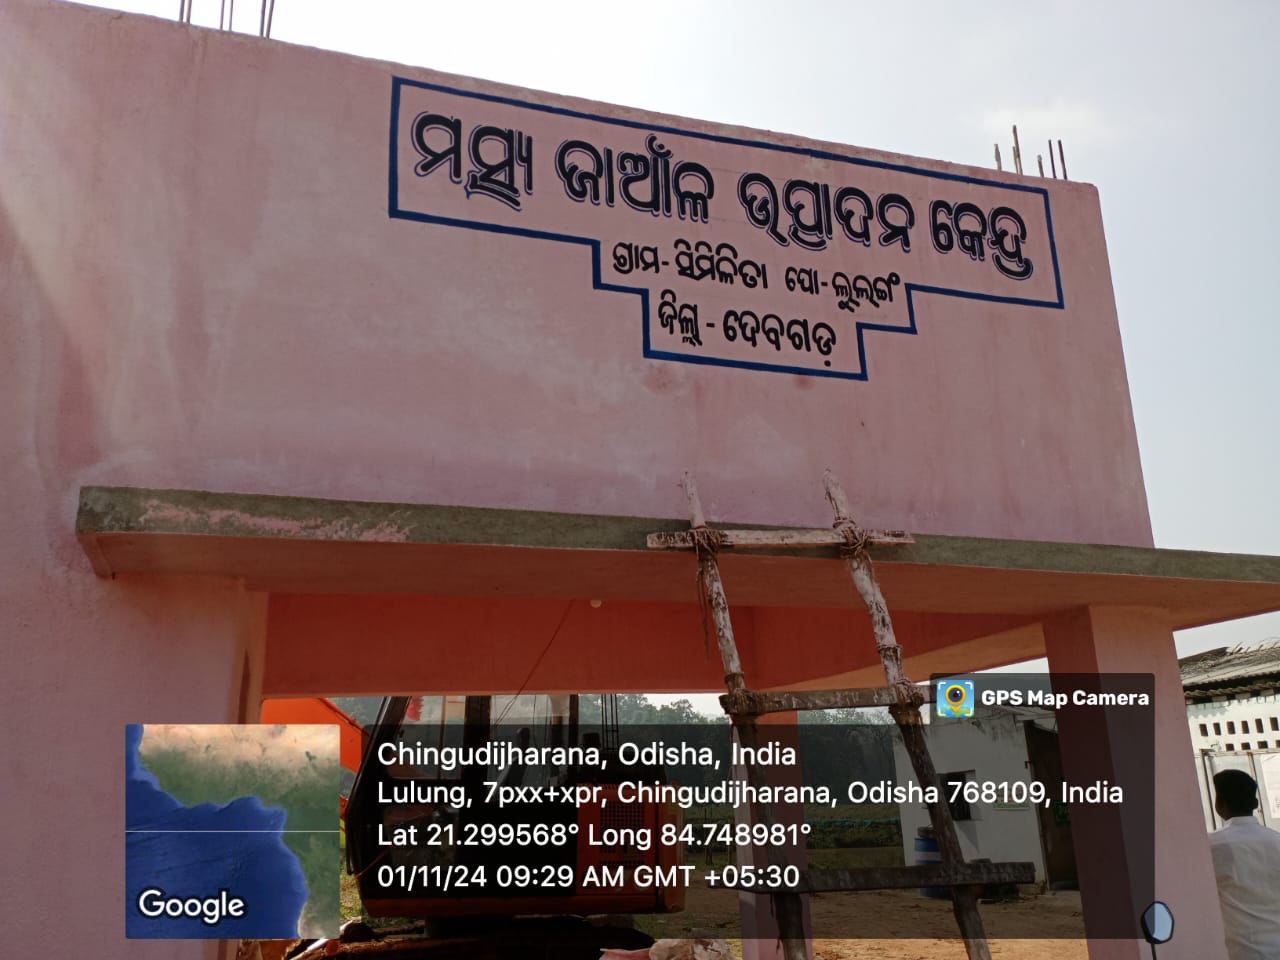 ମତ୍ସ୍ୟ ଜାଆଁଳ ଉତ୍ପାଦନ କେନ୍ଦ୍ର
ଗ୍ରାମ-ସିମିଳିତା ପୋ-ଲୁଲଙ୍ଗ
ଜିଲ୍ଲା-ଦେବଗଡ଼
GPS Map Camera
Chingudijharana, Odisha, India
Lulung, 7pxx+xpr, Chingudijharana, Odisha 768109, India
Lat 21.299568° Long 84.748981°
01/11/24 09:29 AM GMT +05:30
Google